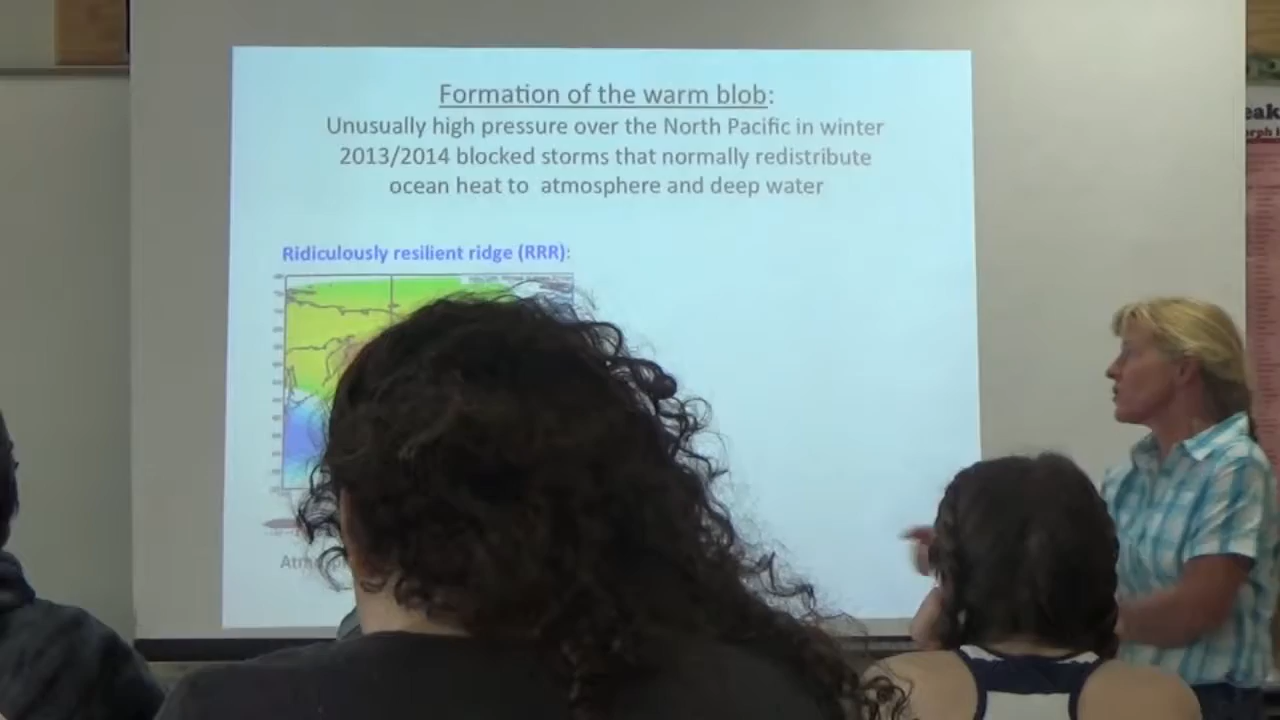 Formation of the warm blob:
Unusually high pressure over the North Pacific in winter
2013/2014 blocked storms that normally redistribute
ocean heat to atmosphere and deep water
Ridiculously resilient ridge (RRR):